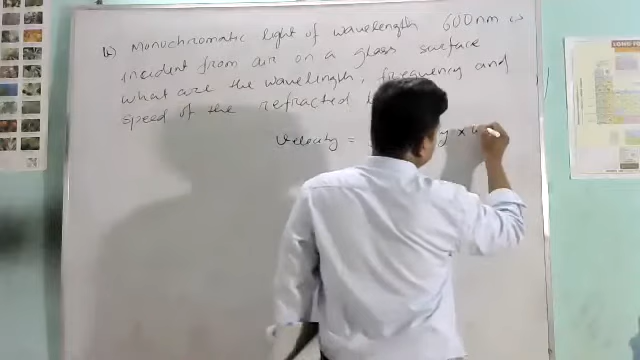 Monochromatic light of wavelength 600nm is
incident from air on a glass surface
what are the wavelength, frequency and
speed of the refracted
velocity = y ×